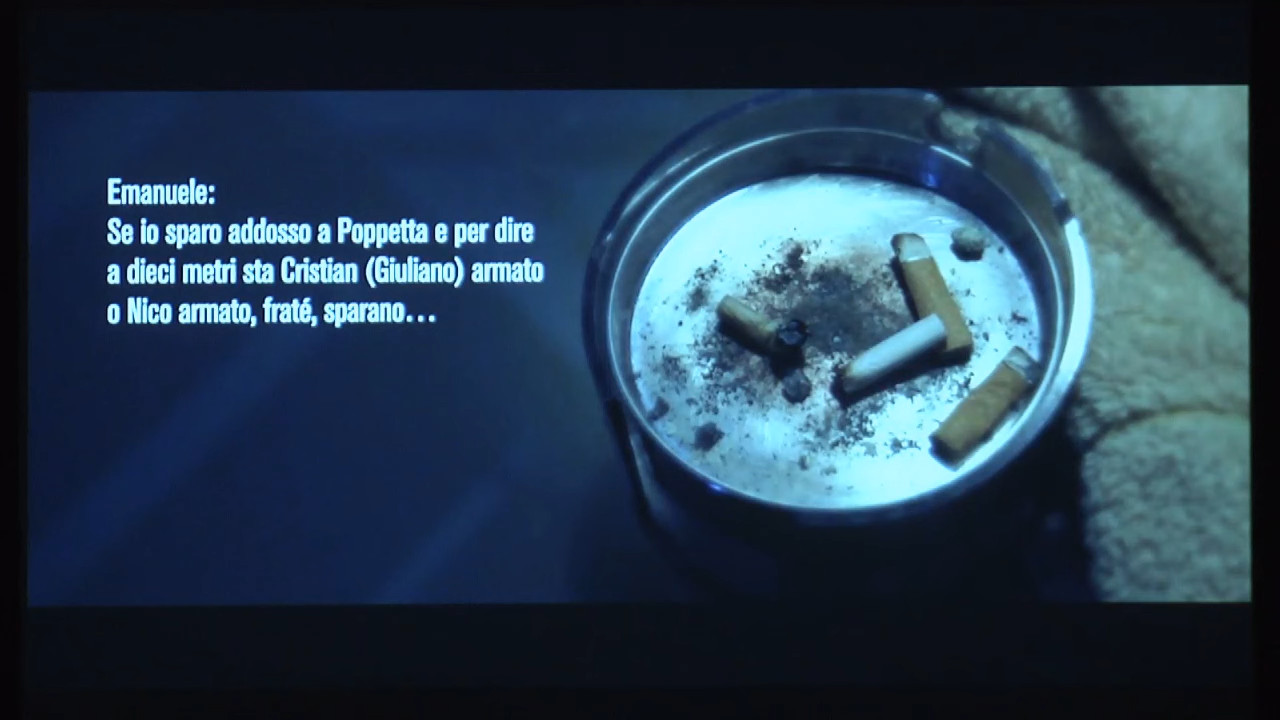 Emanuele:
Se io sparo addosso a Poppetta e per dire
a dieci metri sta Cristian (Giuliano) armato
o Nico armato, fraté, sparano...